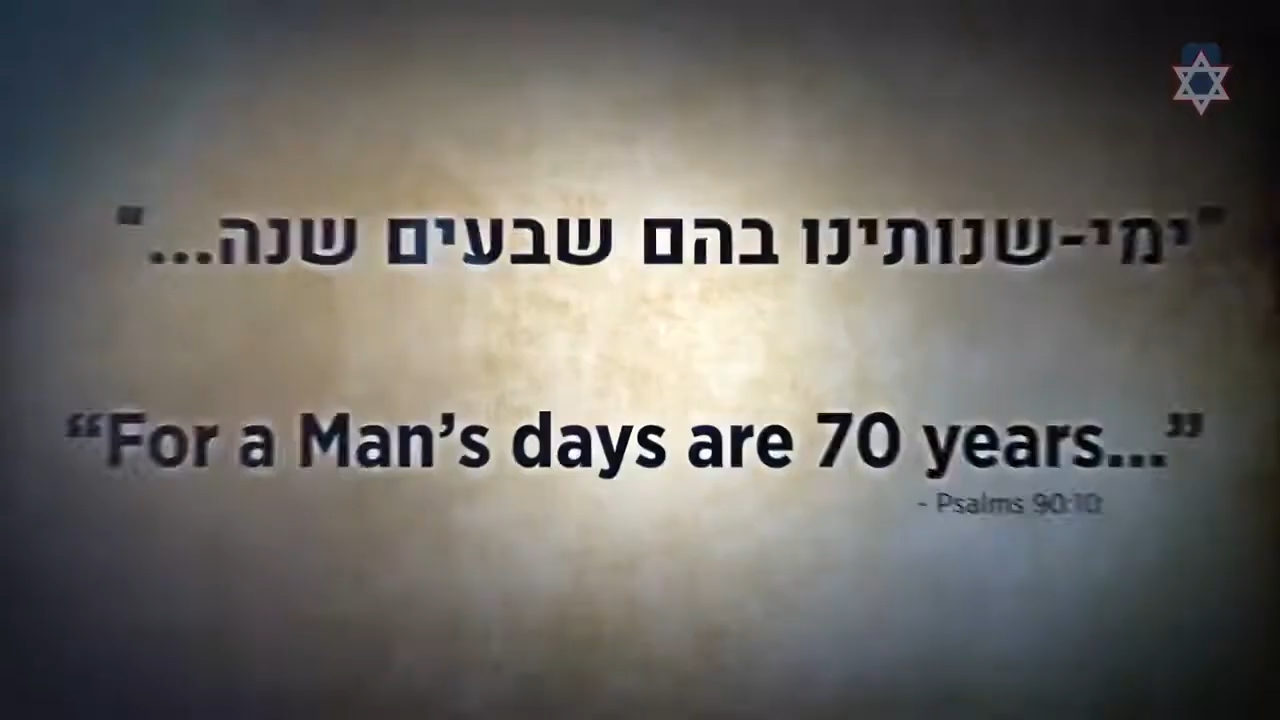 "ימי-שנותינו בהם שבעים שנה..."
“For a Man’s days are 70 years...”
- Psalms 90:10